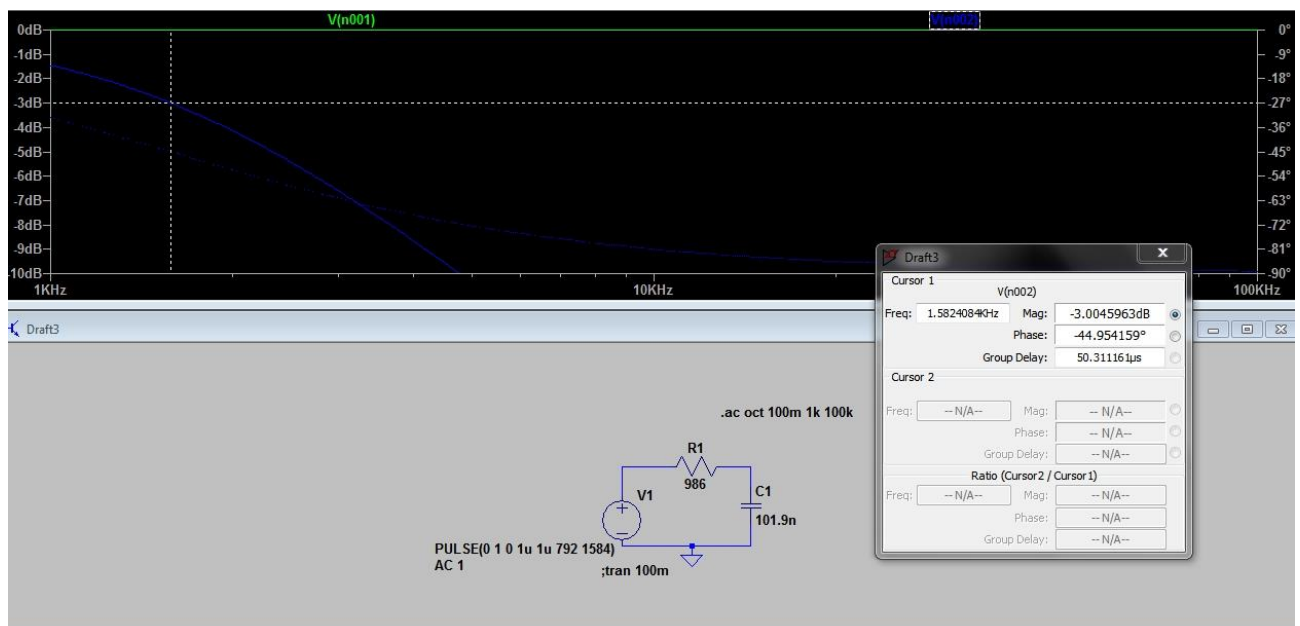 V(n001)
V(n002)
0dB
-1dB
-2dB
-3dB
-4dB
-5dB
-6dB
-7dB
-8dB
-9dB
-10dB
0°
-9°
-18°
-27°
-36°
-45°
-54°
-63°
-72°
-81°
-90°
1KHz
10KHz
100KHz
Draft3
Cursor 1
V(n002)
Freq: 1.5824084KHz Mag: -3.0045963dB
Phase: -44.954159°
Group Delay: 50.311161µs
Cursor 2
Freq: -- N/A-- Mag: -- N/A--
Phase: -- N/A--
Group Delay: -- N/A--
Ratio (Cursor2 / Cursor1)
Freq: -- N/A-- Mag: -- N/A--
Phase: -- N/A--
Group Delay: -- N/A--
Draft3
.ac oct 100m 1k 100k
R1
986
V1
C1
101.9n
PULSE(0 1 0 1u 1u 792 1584)
AC 1
;tran 100m